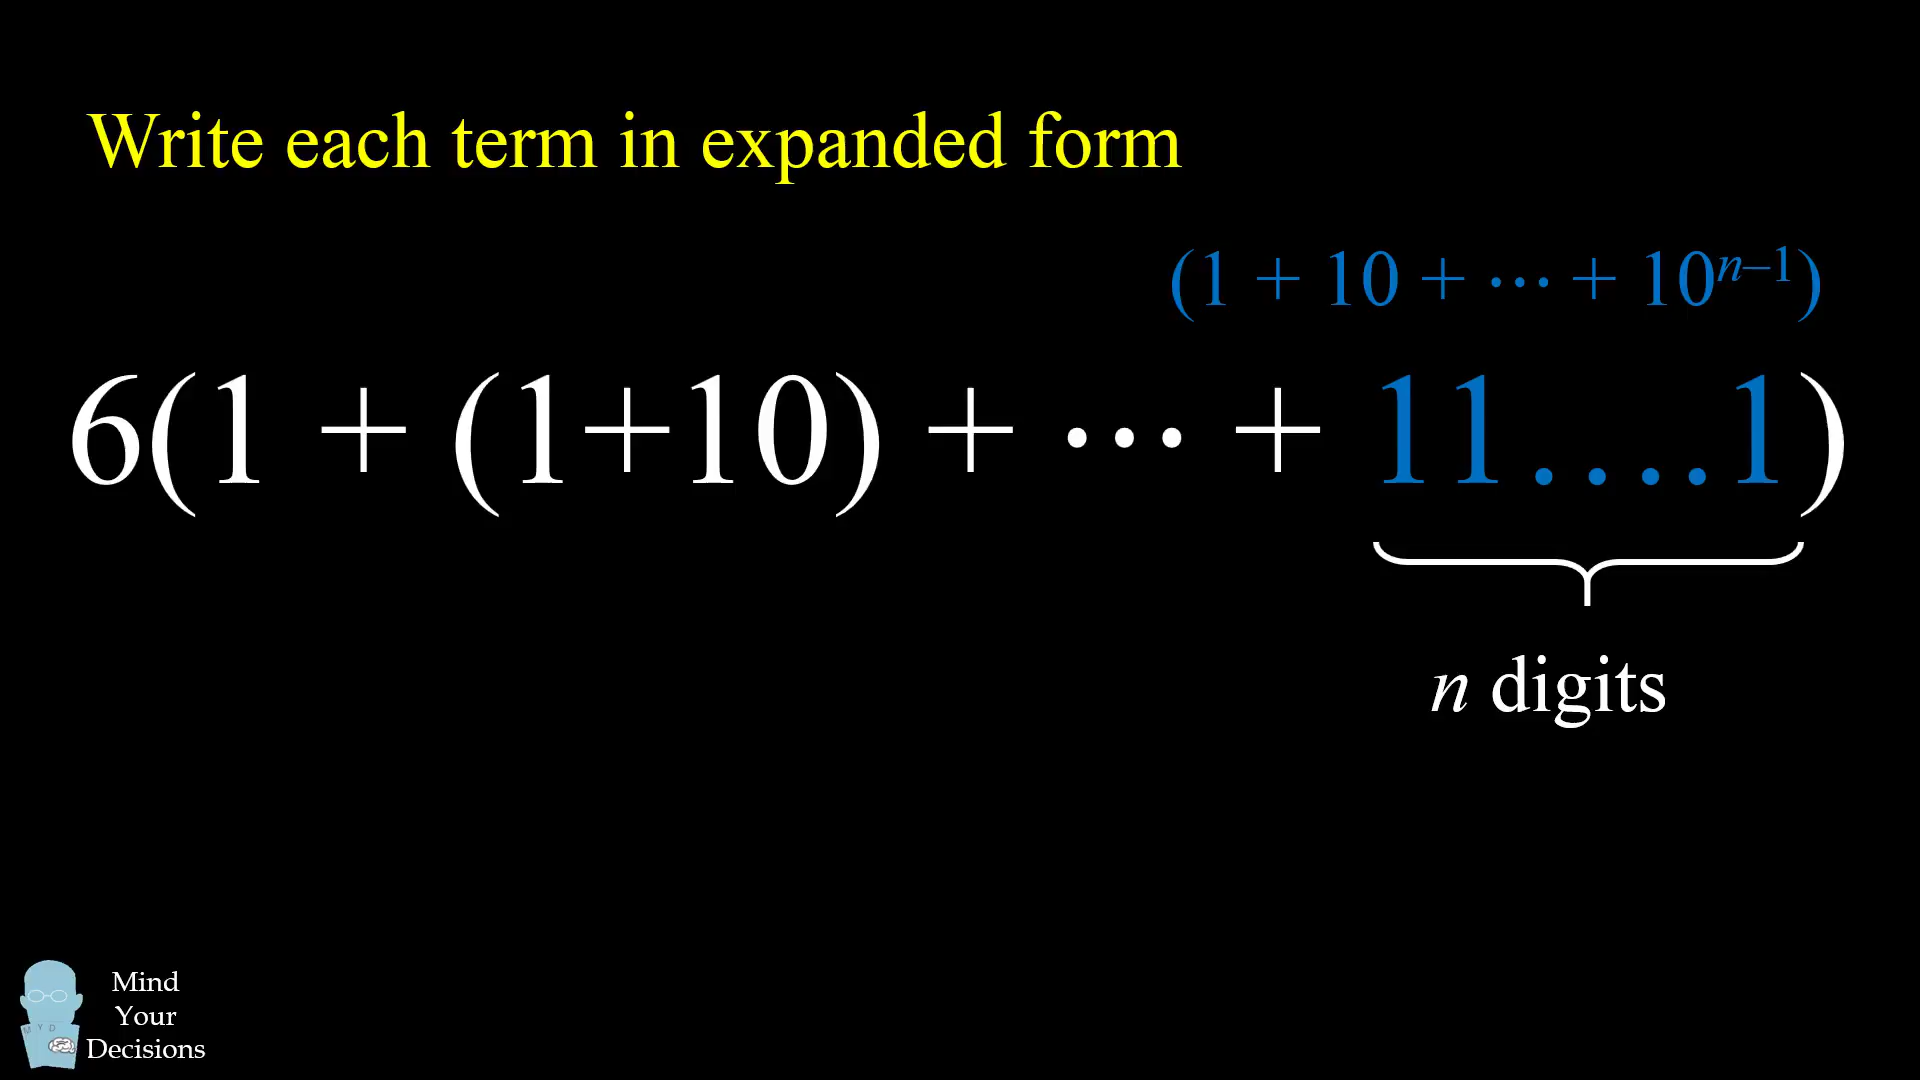 Write each term in expanded form
(1 + 10 + ··· + 10ⁿ⁻¹)
6(1 + (1+10) + ··· + 11....1)
n digits
M Y D
Mind
Your
Decisions